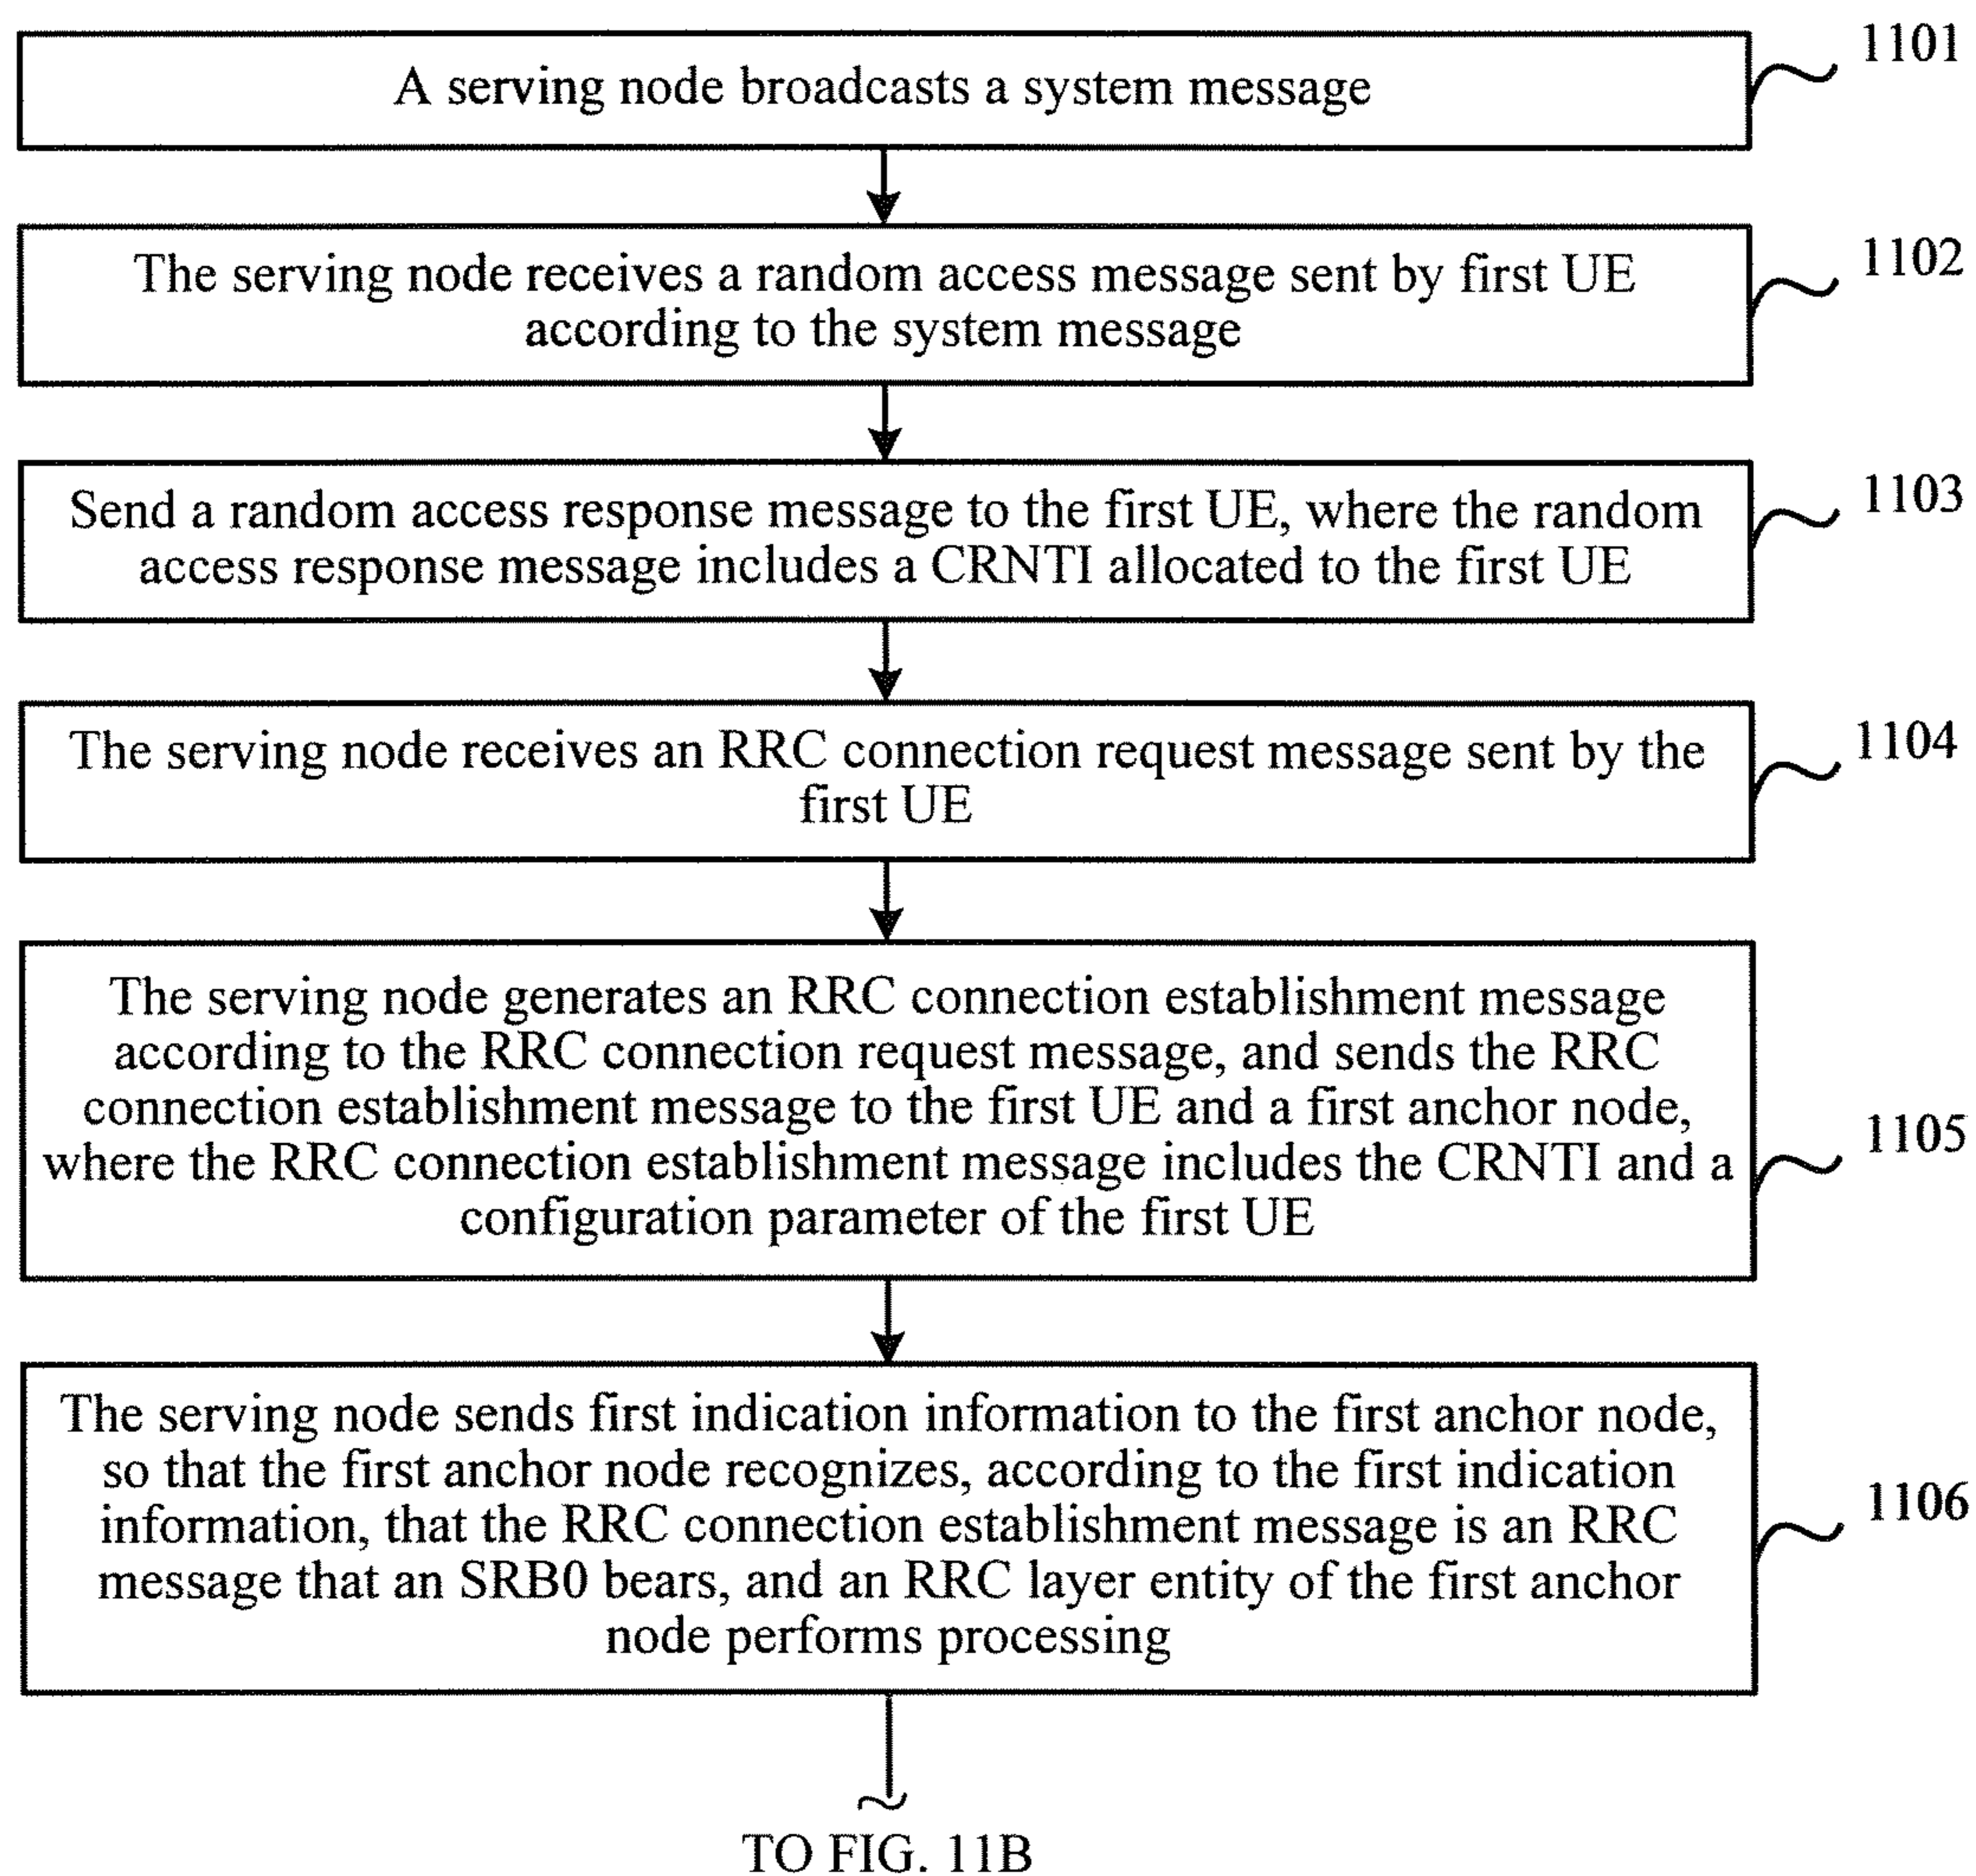 A serving node broadcasts a system message
1101
The serving node receives a random access message sent by first UE
according to the system message
1102
Send a random access response message to the first UE, where the random
access response message includes a CRNTI allocated to the first UE
1103
The serving node receives an RRC connection request message sent by the
first UE
1104
The serving node generates an RRC connection establishment message
according to the RRC connection request message, and sends the RRC
connection establishment message to the first UE and a first anchor node,
where the RRC connection establishment message includes the CRNTI and a
configuration parameter of the first UE
1105
The serving node sends first indication information to the first anchor node,
so that the first anchor node recognizes, according to the first indication
information, that the RRC connection establishment message is an RRC
message that an SRB0 bears, and an RRC layer entity of the first anchor
node performs processing
1106
TO FIG. 11B